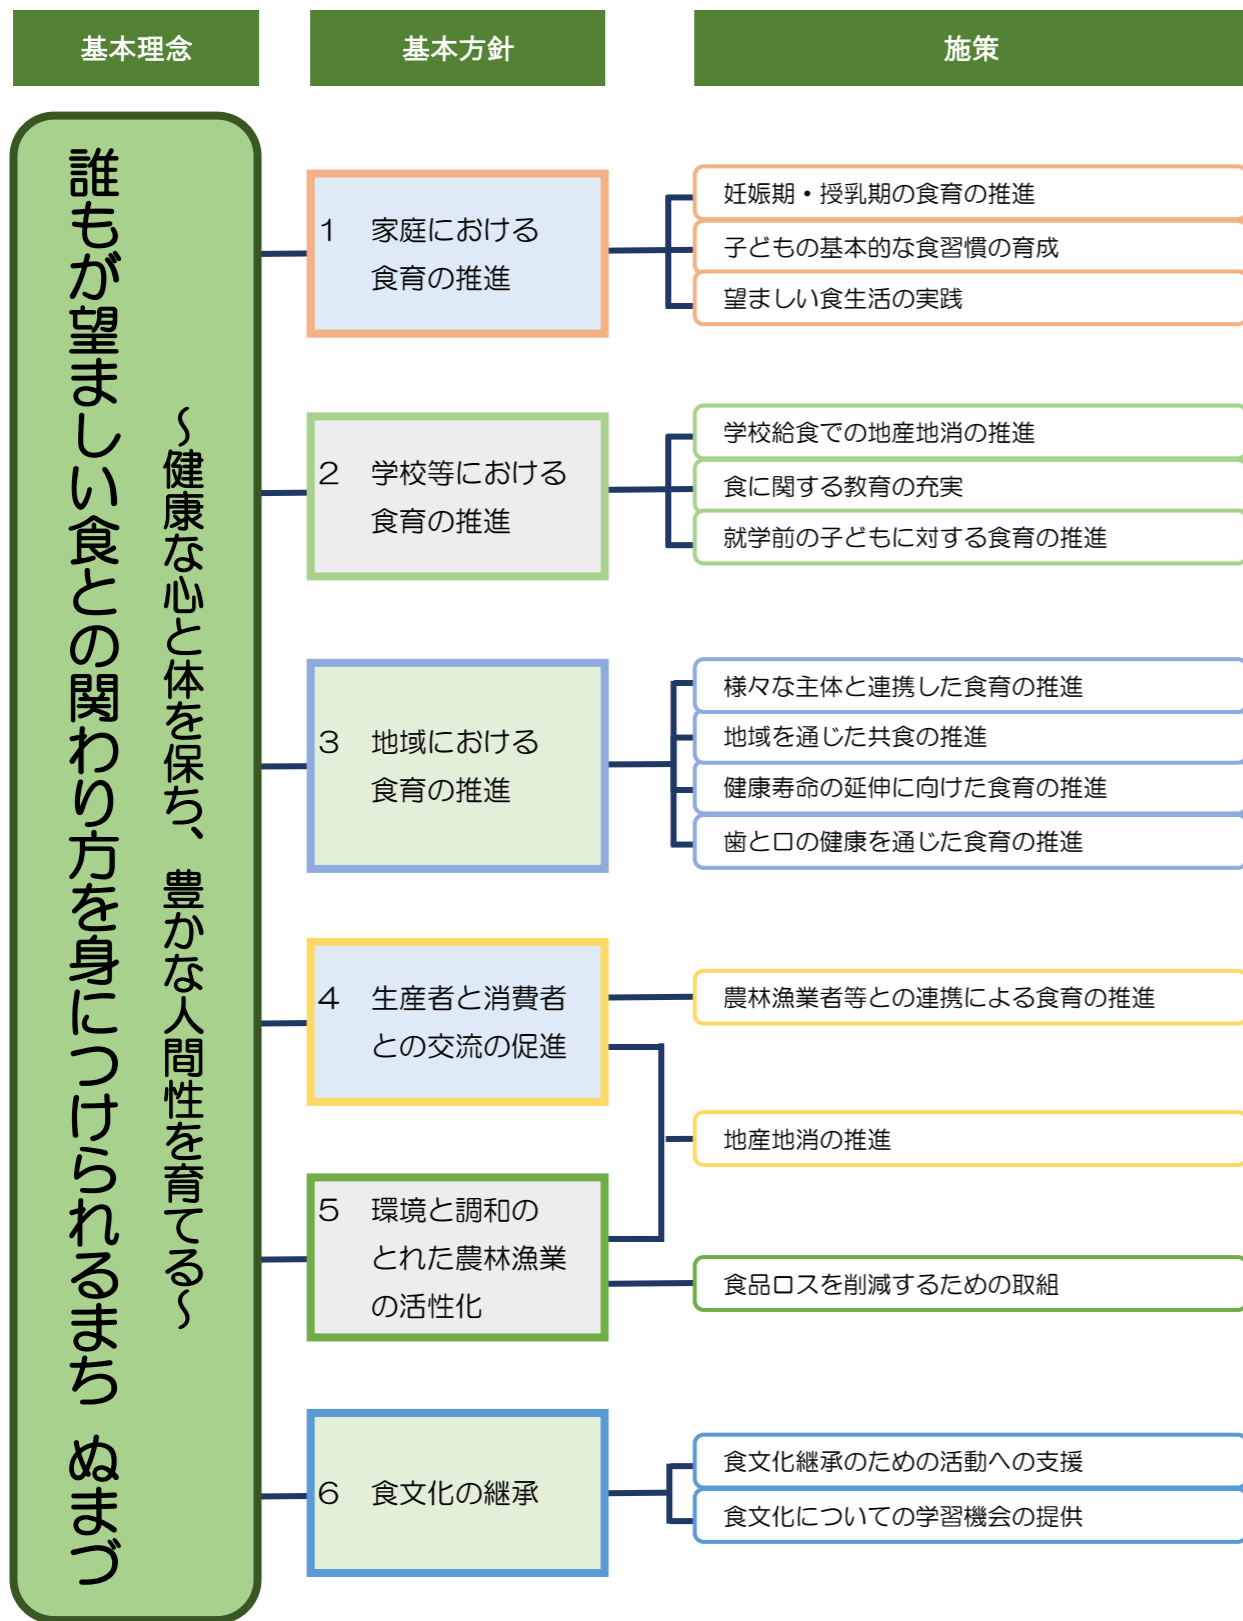 基本理念
基本方針
施策
誰もが望ましい食との関わり方を身につけられるまち ぬまづ
～健康な心と体を保ち、豊かな人間性を育てる～
1 家庭における
食育の推進
妊娠期・授乳期の食育の推進
子どもの基本的な食習慣の育成
望ましい食生活の実践
2 学校等における
食育の推進
学校給食での地産地消の推進
食に関する教育の充実
就学前の子どもに対する食育の推進
3 地域における
食育の推進
様々な主体と連携した食育の推進
地域を通じた共食の推進
健康寿命の延伸に向けた食育の推進
歯と口の健康を通じた食育の推進
4 生産者と消費者
との交流の促進
農林漁業者等との連携による食育の推進
地産地消の推進
5 環境と調和の
とれた農林漁業
の活性化
食品ロスを削減するための取組
6 食文化の継承
食文化継承のための活動への支援
食文化についての学習機会の提供